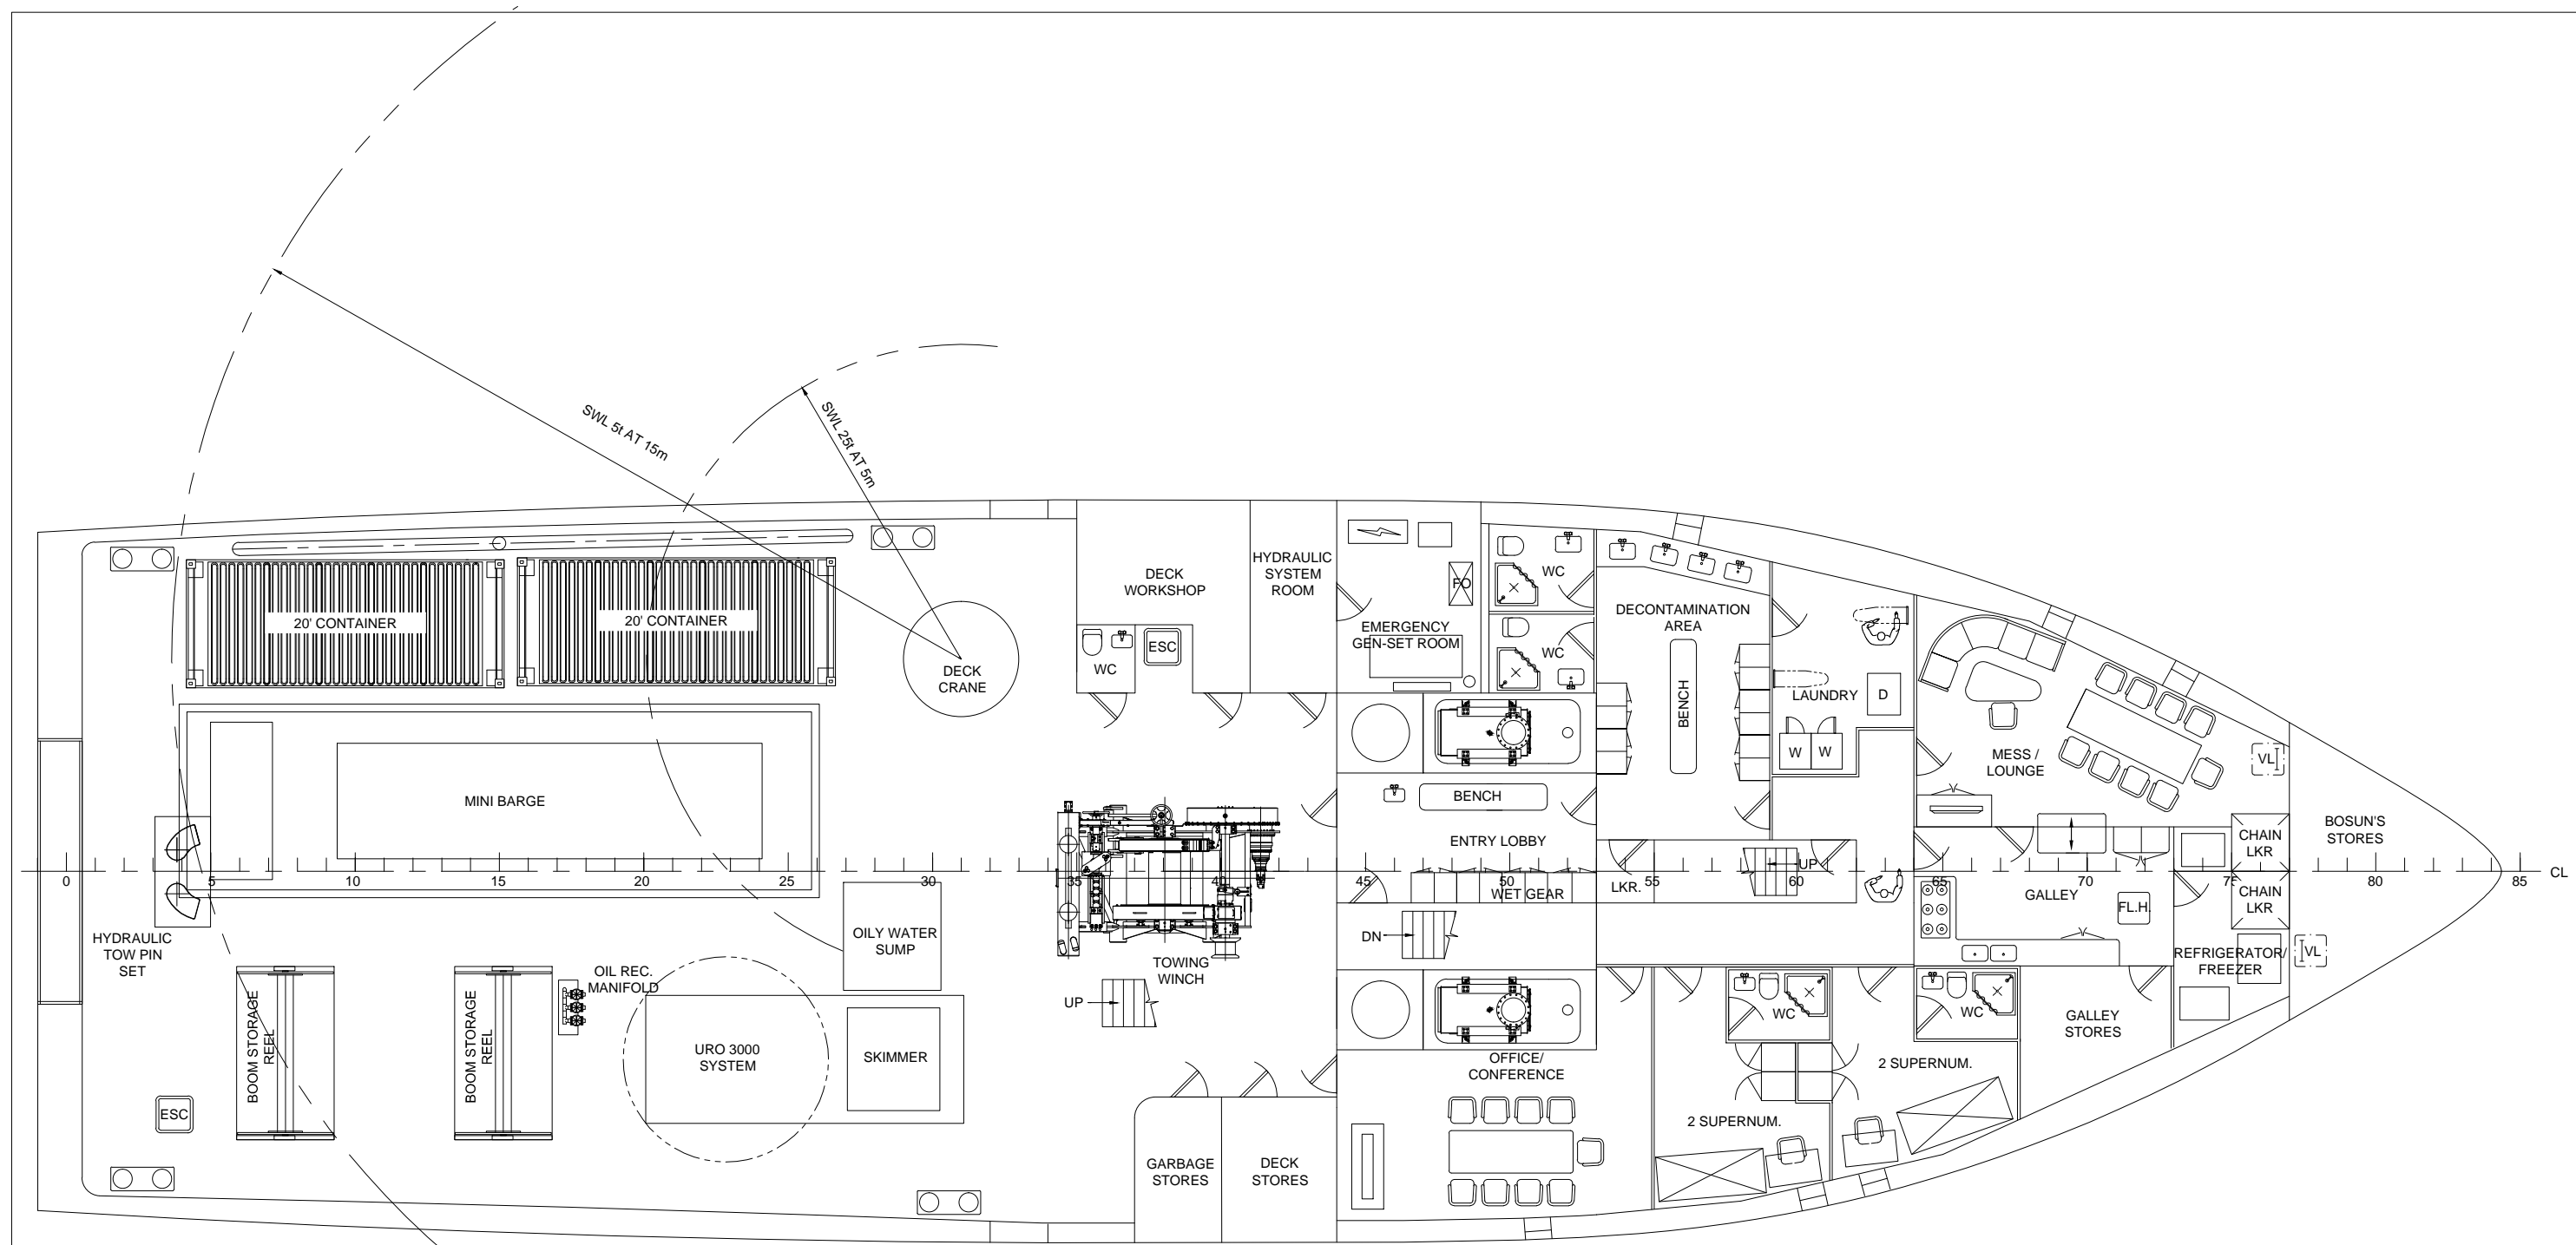 SWL 5t AT 15m
SWL 25t AT 5m
20' CONTAINER
20' CONTAINER
DECK
CRANE
DECK
WORKSHOP
HYDRAULIC
SYSTEM
ROOM
WC
ESC
FO
EMERGENCY
GEN-SET ROOM
WC
WC
DECONTAMINATION
AREA
BENCH
LAUNDRY
D
W
W
MESS /
LOUNGE
VL
MINI BARGE
BENCH
ENTRY LOBBY
WET GEAR
LKR.
UP
CHAIN
LKR
CHAIN
LKR
BOSUN'S
STORES
0
5
10
15
20
25
30
35
40
45
50
55
60
65
70
75
80
85
CL
GALLEY
FL.H.
HYDRAULIC
TOW PIN
SET
OILY WATER
SUMP
DN
REFRIGERATOR/
FREEZER
VL
OIL REC.
MANIFOLD
TOWING
WINCH
UP
BOOM STORAGE
REEL
BOOM STORAGE
REEL
URO 3000
SYSTEM
SKIMMER
OFFICE/
CONFERENCE
WC
WC
GALLEY
STORES
2 SUPERNUM.
2 SUPERNUM.
ESC
GARBAGE
STORES
DECK
STORES